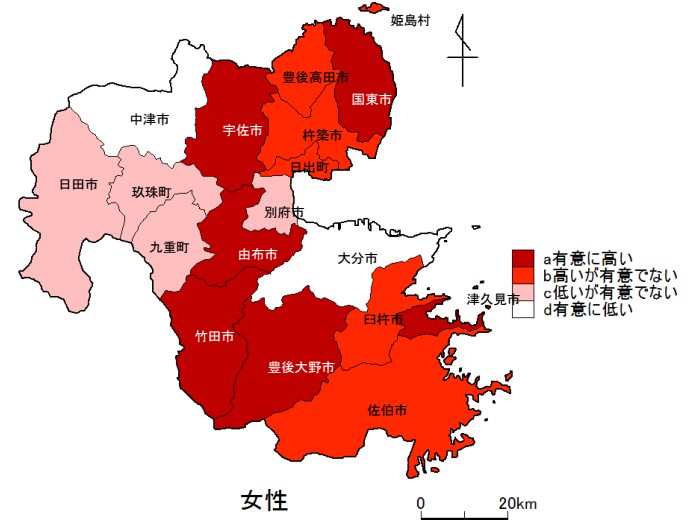 姫島村
豊後高田市
国東市
中津市
宇佐市
杵築市
日出町
日田市
玖珠町
別府市
九重町
由布市
大分市
a有意に高い
b高いが有意でない
c低いが有意でない
d有意に低い
津久見市
臼杵市
竹田市
豊後大野市
佐伯市
女性
0 20km